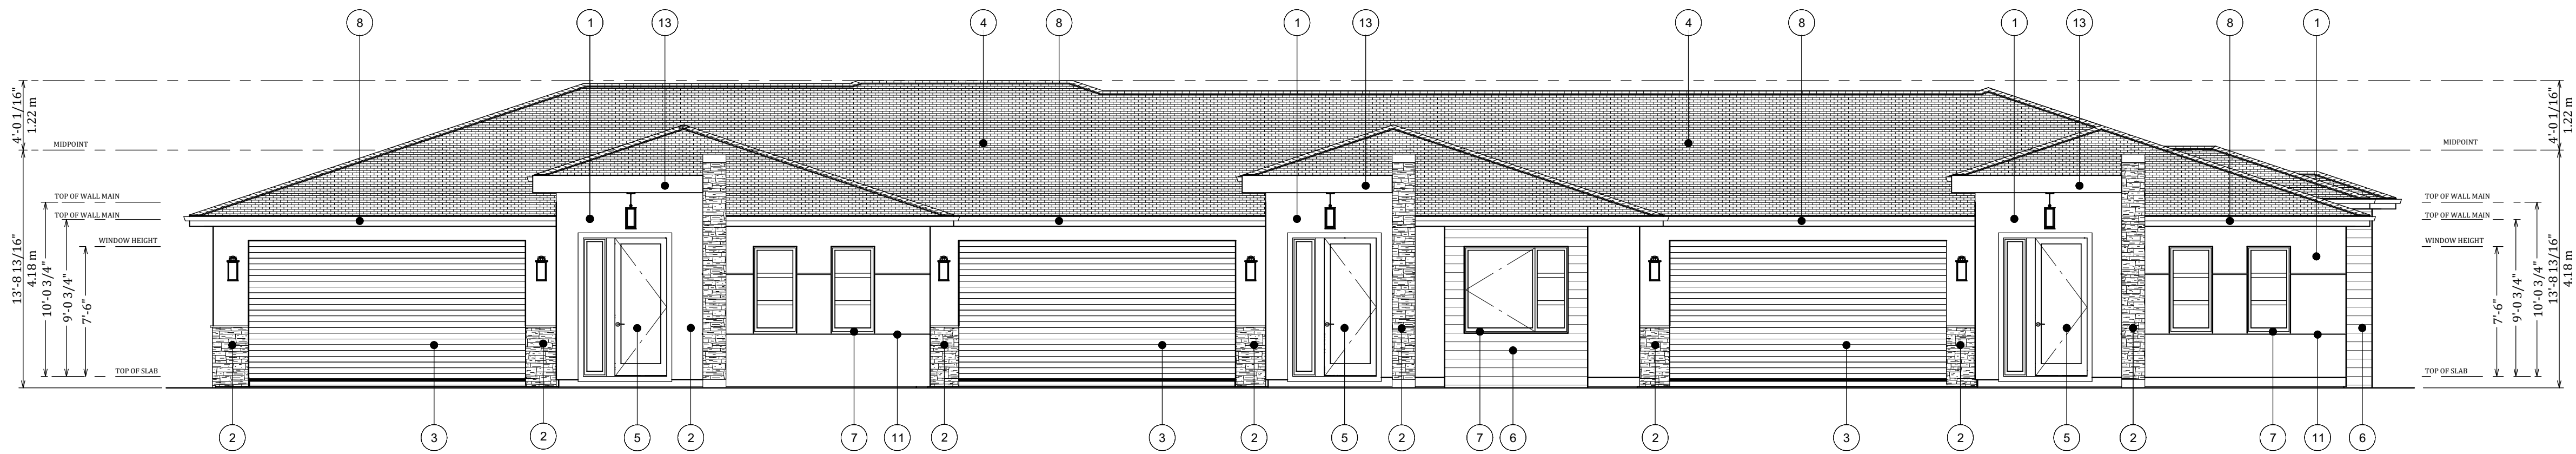 8 1 13 4 8 1 13 4 8 1 13 8 1
4'-0 1/16"
1.22 m
MIDPOINT
TOP OF WALL MAIN
TOP OF WALL MAIN
WINDOW HEIGHT
TOP OF SLAB
13'-8 13/16"
4.18 m
10'-0 3/4"
9'-0 3/4"
7'-6"
4'-0 1/16"
1.22 m
MIDPOINT
TOP OF WALL MAIN
TOP OF WALL MAIN
WINDOW HEIGHT
TOP OF SLAB
7'-6"
9'-0 3/4"
10'-0 3/4"
13'-8 13/16"
4.18 m
2 3 2 5 2 7 11 2 3 2 5 2 7 6 2 3 2 5 2 7 11 6